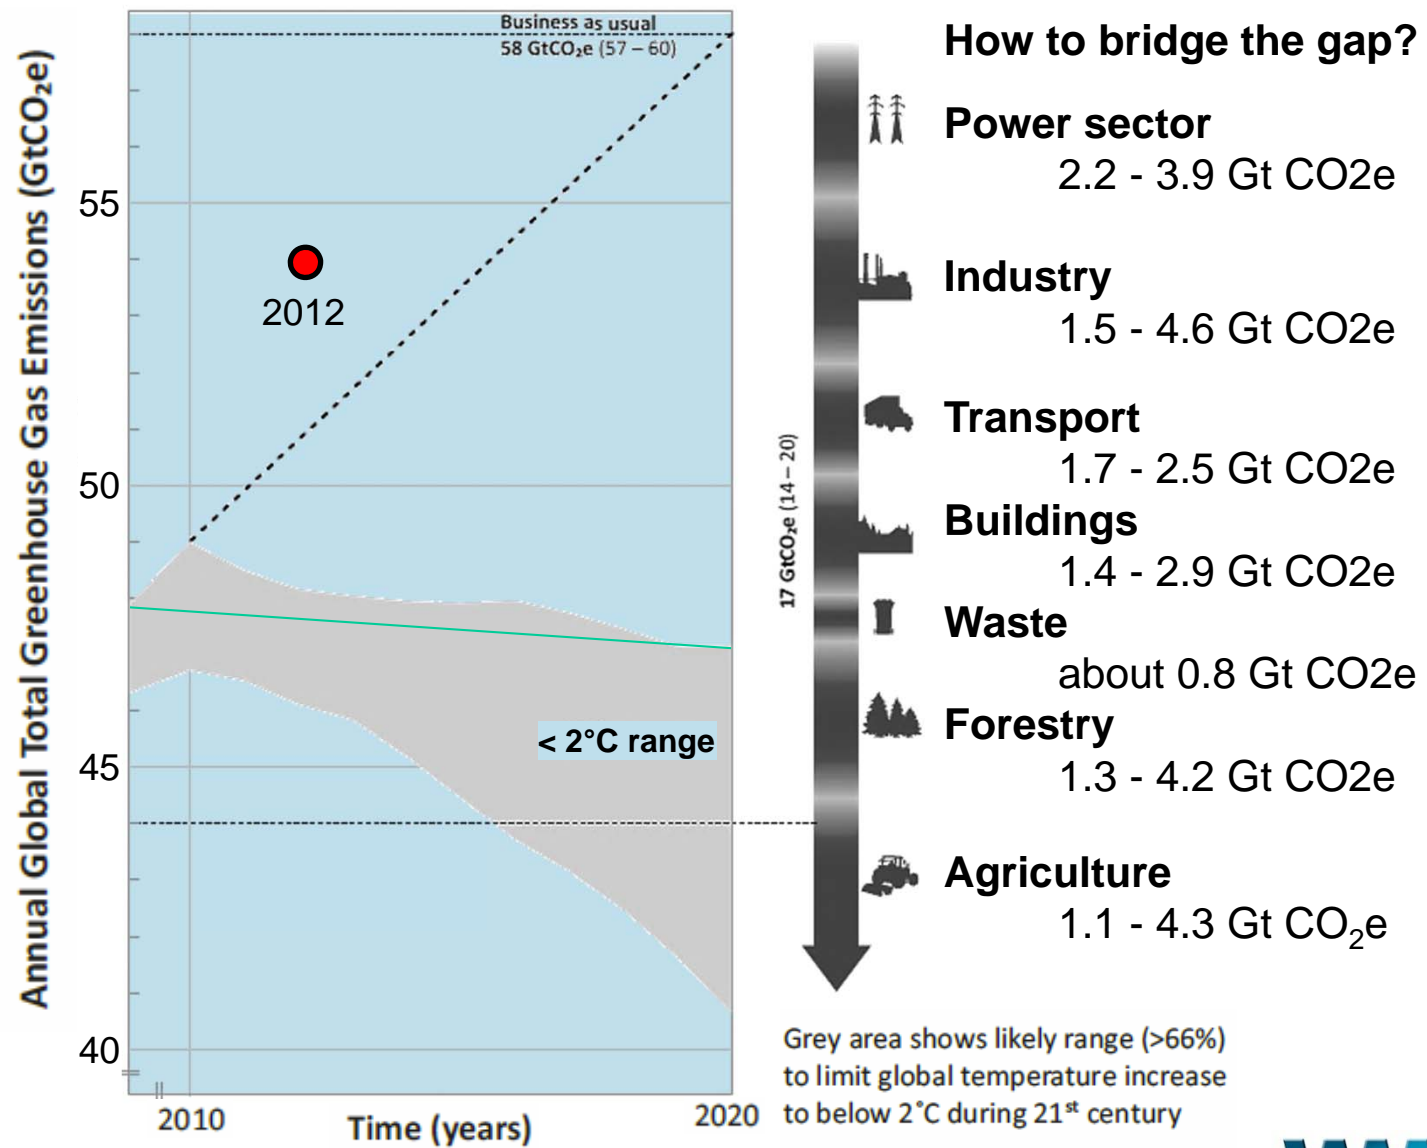 Business as usual
58 GtCO₂e (57 – 60)
Annual Global Total Greenhouse Gas Emissions (GtCO₂e)
55
50
45
40
2012
< 2°C range
2010
2020
Time (years)
17 GtCO₂e (14 – 20)
How to bridge the gap?
Power sector
2.2 - 3.9 Gt CO2e
Industry
1.5 - 4.6 Gt CO2e
Transport
1.7 - 2.5 Gt CO2e
Buildings
1.4 - 2.9 Gt CO2e
Waste
about 0.8 Gt CO2e
Forestry
1.3 - 4.2 Gt CO2e
Agriculture
1.1 - 4.3 Gt CO₂e
Grey area shows likely range (>66%)
to limit global temperature increase
to below 2˚C during 21ˢᵗ century